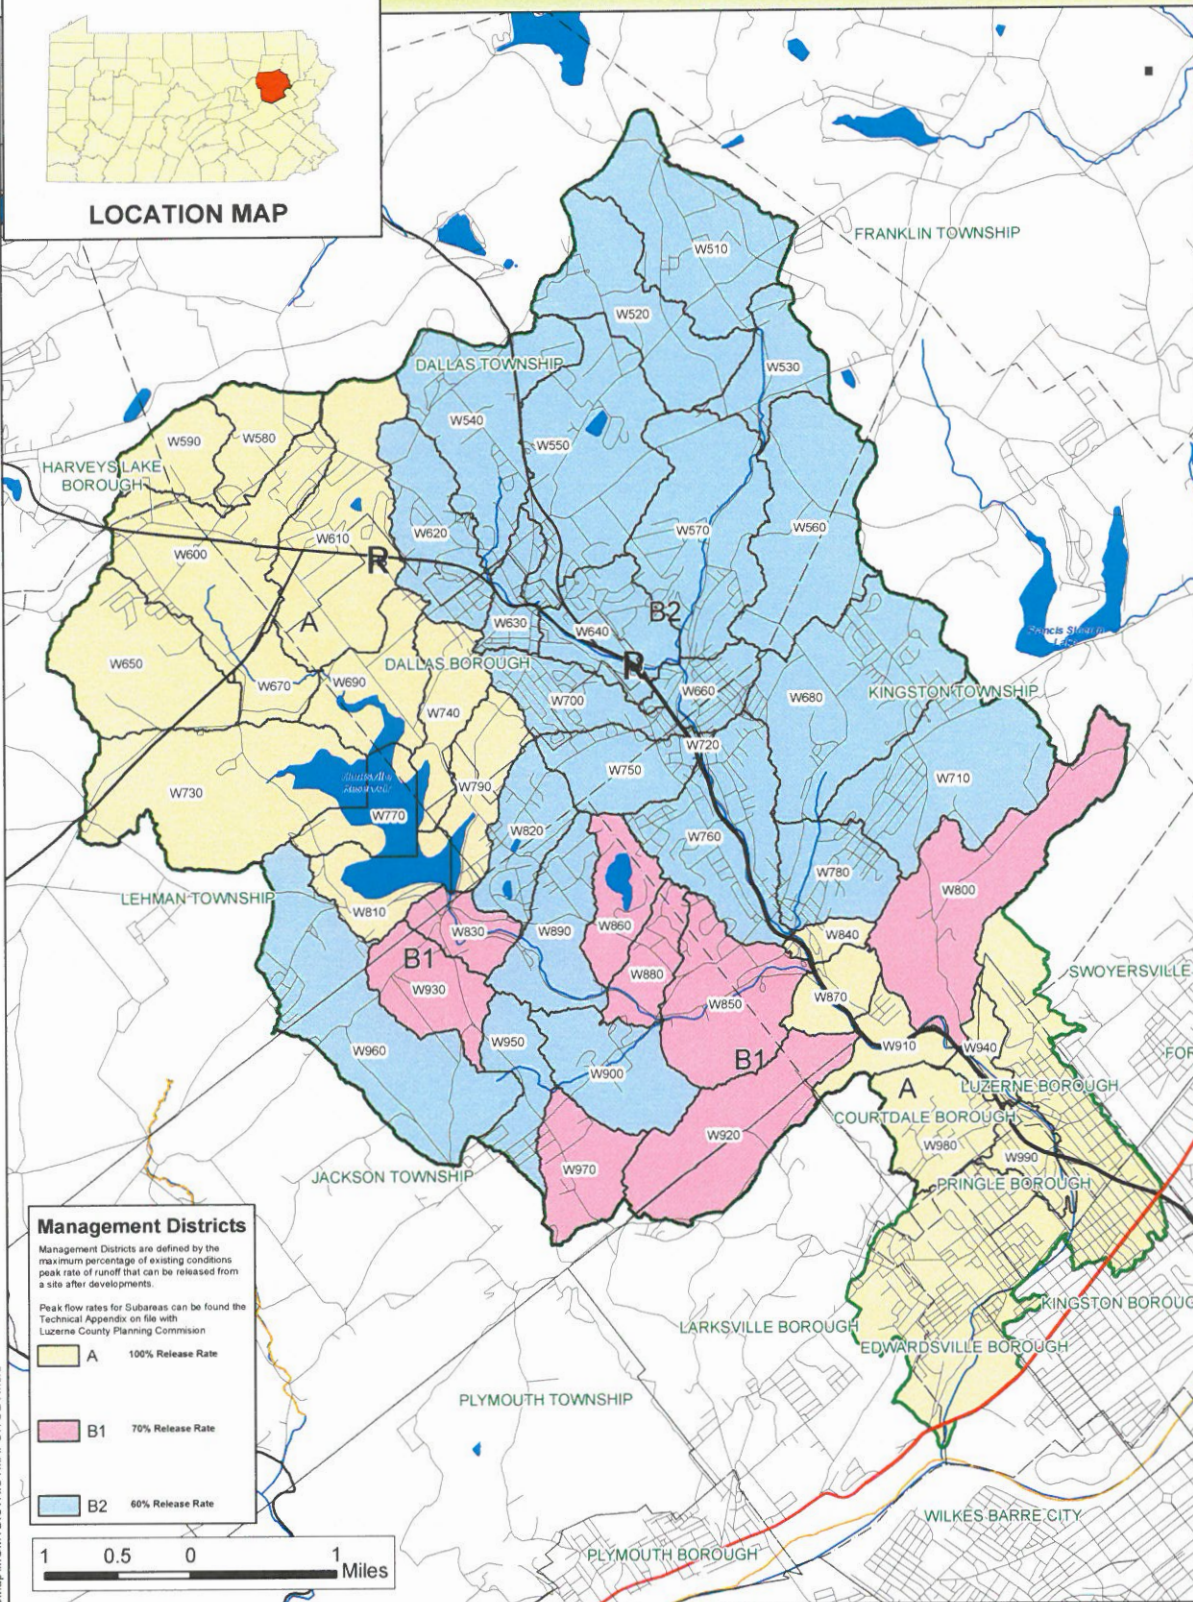 LOCATION MAP
FRANKLIN TOWNSHIP
W510
W520
DALLAS TOWNSHIP
W530
W540
W590
W580
W550
HARVEYS LAKE
BOROUGH
W620
W570
W560
W610
W600
R
B2
W630
W640
A
W650
DALLAS BOROUGH
R
W670
W690
W700
W660
W680
KINGSTON TOWNSHIP
W740
W720
W750
W710
W730
W790
W770
W820
W760
W780
W800
LEHMAN TOWNSHIP
W810
W830
W890
W860
W840
B1
W880
SWOYERSVILLE
W930
W850
W870
W960
W950
W910
W940
B1
W900
A
LUZERNE BOROUGH
COURTDALE BOROUGH
W920
W980
W990
W970
JACKSON TOWNSHIP
PRINGLE BOROUGH
Management Districts
Management Districts are defined by the
maximum percentage of existing conditions
peak rate of runoff that can be released from
a site after developments.
Peak flow rates for Subareas can be found the
Technical Appendix on file with
Luzerne County Planning Commision
A 100% Release Rate
B1 70% Release Rate
B2 60% Release Rate
KINGSTON BOROUG
LARKSVILLE BOROUGH
EDWARDSVILLE BOROUGH
PLYMOUTH TOWNSHIP
WILKES BARRE CITY
PLYMOUTH BOROUGH
1 0.5 0 1
Miles